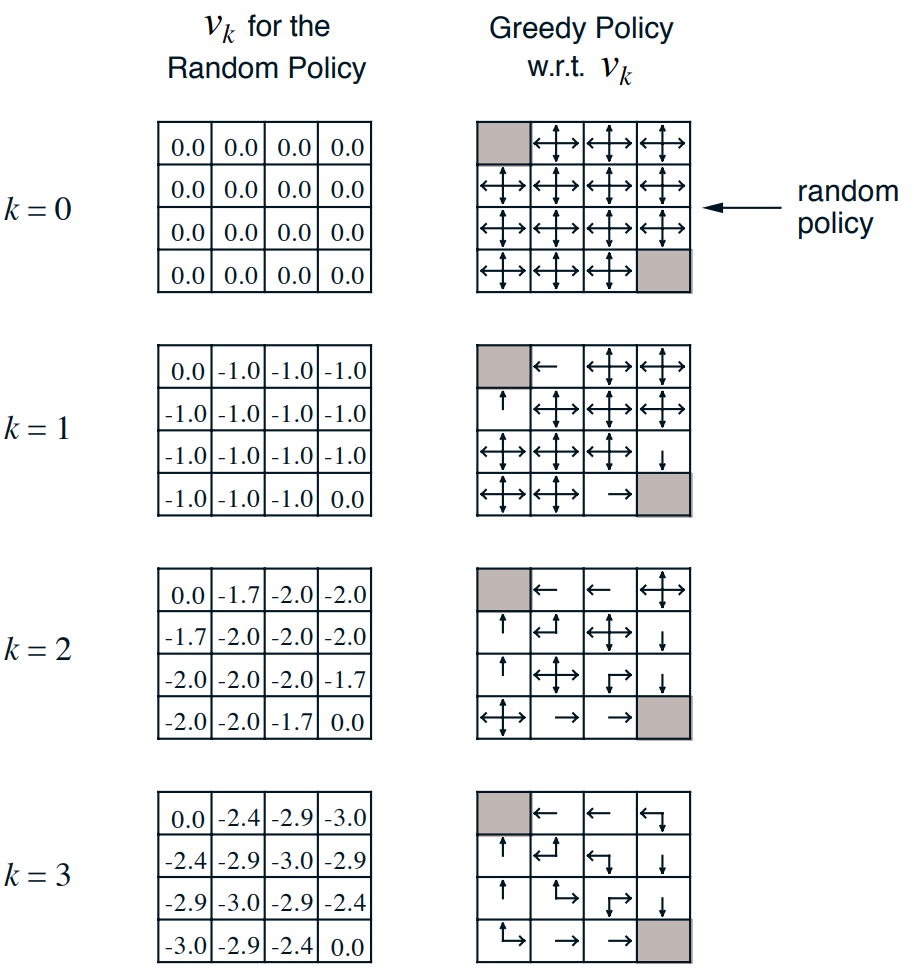 v_k for the
Random Policy
Greedy Policy
w.r.t. v_k
k = 0
0.0 0.0 0.0 0.0
0.0 0.0 0.0 0.0
0.0 0.0 0.0 0.0
0.0 0.0 0.0 0.0
random
policy
k = 1
0.0 -1.0 -1.0 -1.0
-1.0 -1.0 -1.0 -1.0
-1.0 -1.0 -1.0 -1.0
-1.0 -1.0 -1.0 0.0
k = 2
0.0 -1.7 -2.0 -2.0
-1.7 -2.0 -2.0 -2.0
-2.0 -2.0 -2.0 -1.7
-2.0 -2.0 -1.7 0.0
k = 3
0.0 -2.4 -2.9 -3.0
-2.4 -2.9 -3.0 -2.9
-2.9 -3.0 -2.9 -2.4
-3.0 -2.9 -2.4 0.0